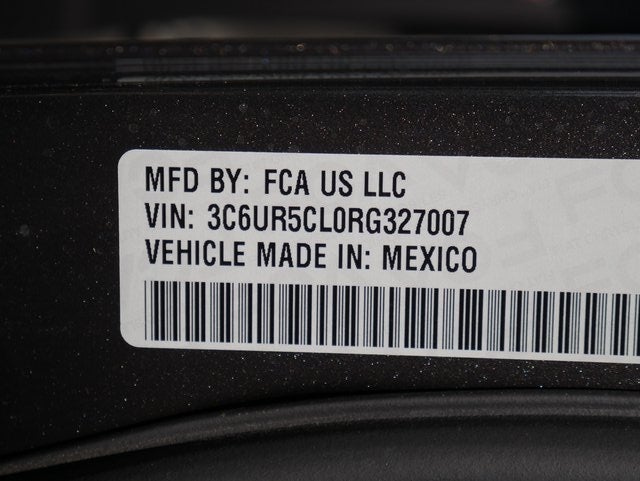 MFD BY: FCA US LLC
VIN: 3C6UR5CL0RG327007
VEHICLE MADE IN: MEXICO